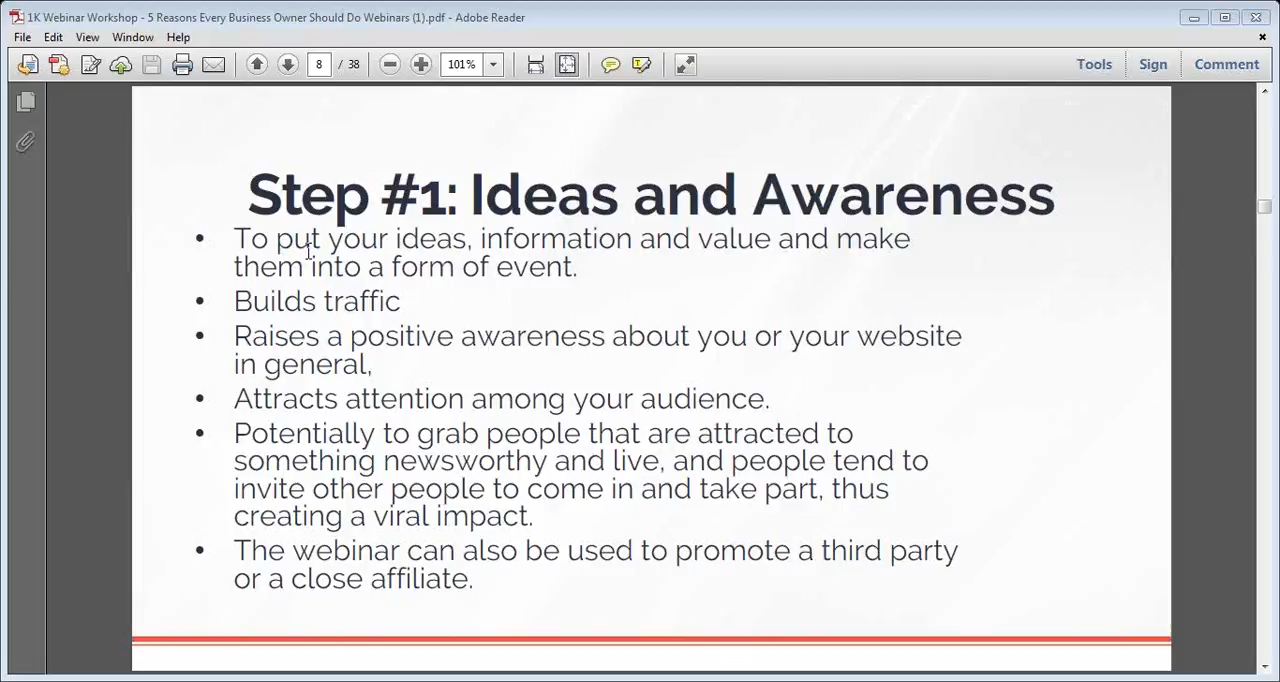 1K Webinar Workshop - 5 Reasons Every Business Owner Should Do Webinars (1).pdf - Adobe Reader
File Edit View Window Help
8 / 38 101% Tools Sign Comment
Step #1: Ideas and Awareness
• To put your ideas, information and value and make
them into a form of event.
• Builds traffic
• Raises a positive awareness about you or your website
in general,
• Attracts attention among your audience.
• Potentially to grab people that are attracted to
something newsworthy and live, and people tend to
invite other people to come in and take part, thus
creating a viral impact.
• The webinar can also be used to promote a third party
or a close affiliate.